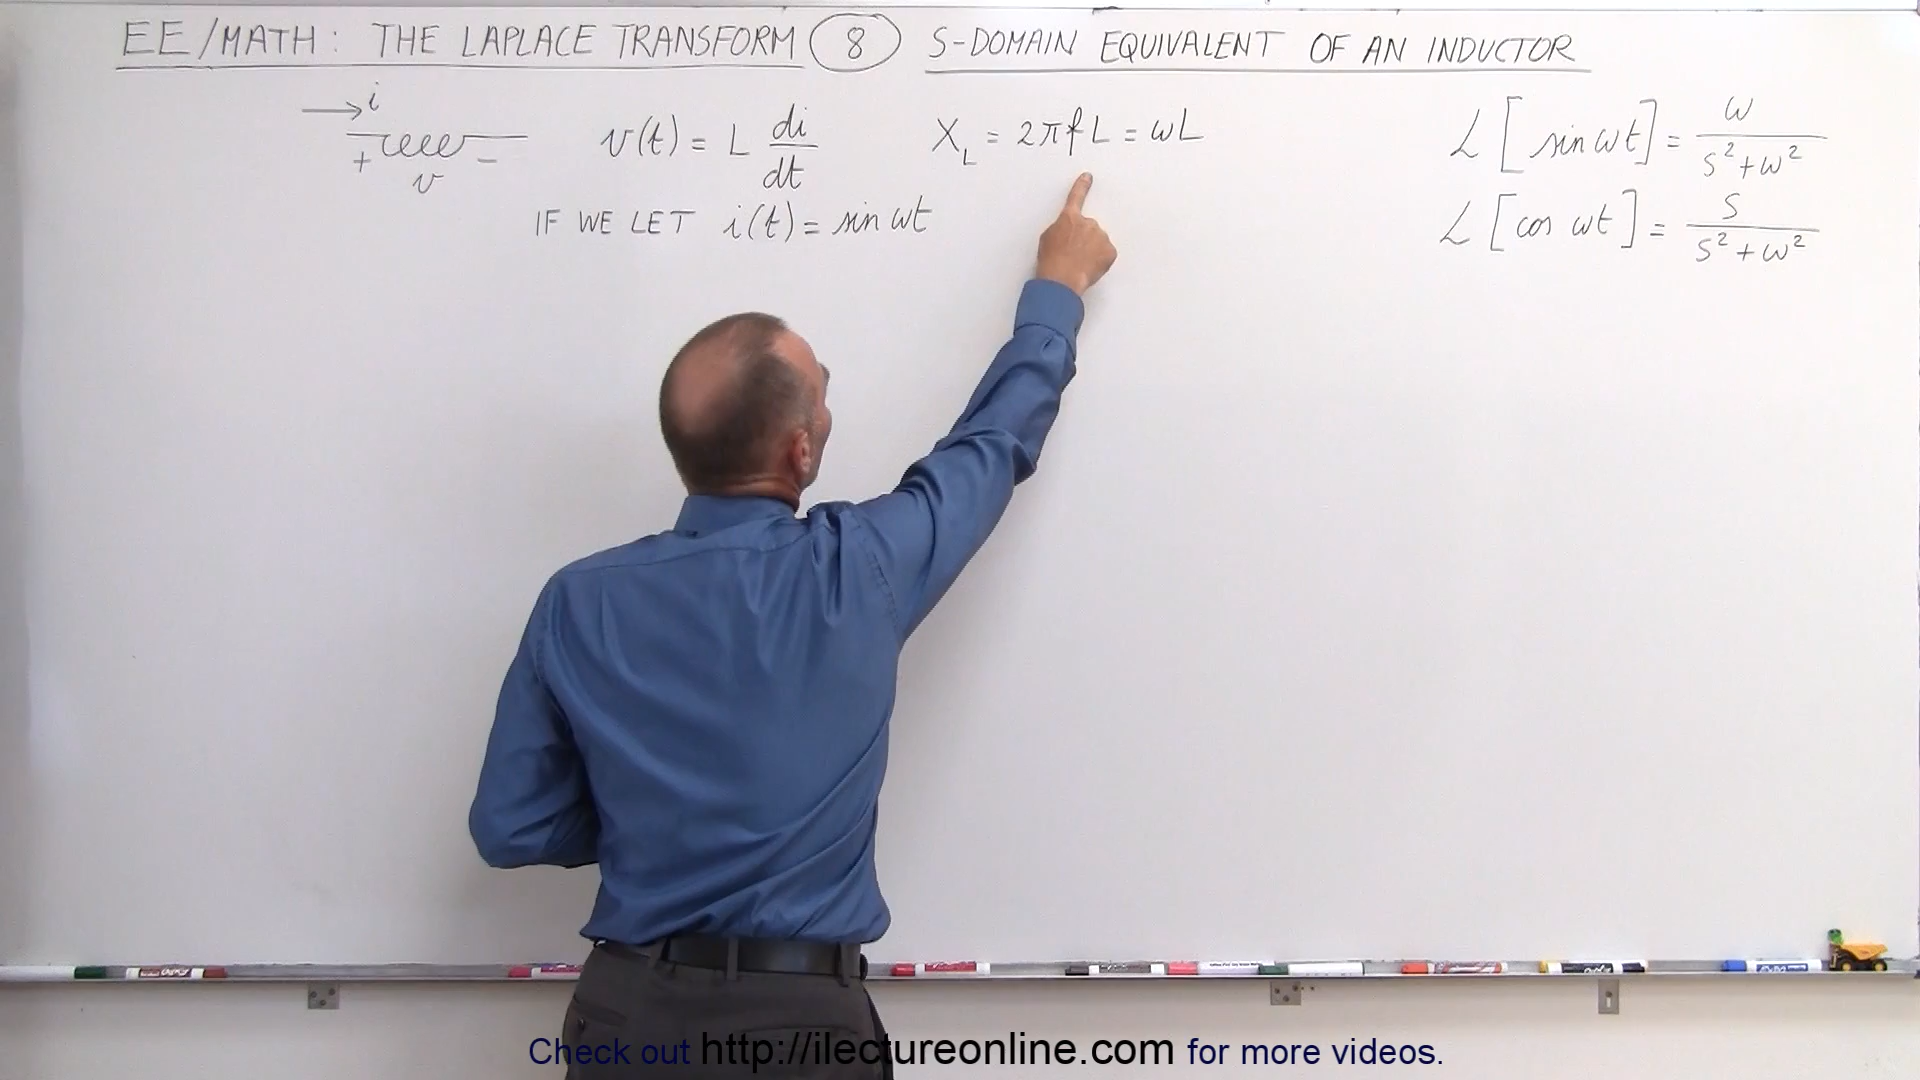 EE/MATH: THE LAPLACE TRANSFORM 8 S-DOMAIN EQUIVALENT OF AN INDUCTOR
i
+ -
v
v(t) = L di/dt
X_L = 2πfL = ωL
IF WE LET i(t) = sin ωt
L[sin ωt] = ω/(s²+ω²)
L[cos ωt] = s/(s²+ω²)
Check out http://ilectureonline.com for more videos.